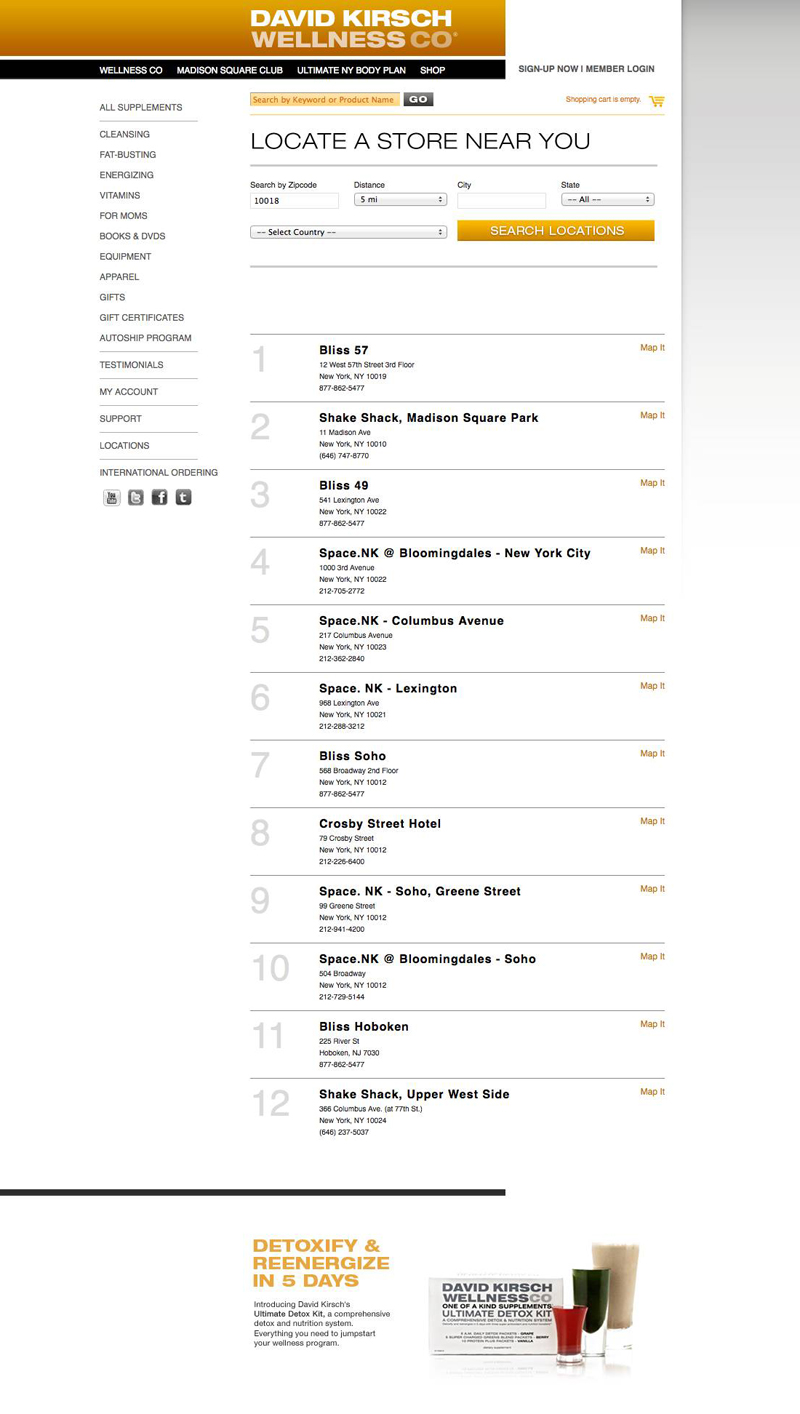 DAVID KIRSCH
WELLNESS CO®
WELLNESS CO MADISON SQUARE CLUB ULTIMATE NY BODY PLAN SHOP
SIGN-UP NOW | MEMBER LOGIN
Search by Keyword or Product Name GO
Shopping cart is empty.
ALL SUPPLEMENTS
CLEANSING
FAT-BUSTING
ENERGIZING
VITAMINS
FOR MOMS
BOOKS & DVDS
EQUIPMENT
APPAREL
GIFTS
GIFT CERTIFICATES
AUTOSHIP PROGRAM
TESTIMONIALS
MY ACCOUNT
SUPPORT
LOCATIONS
INTERNATIONAL ORDERING
You Tube t f t
LOCATE A STORE NEAR YOU
Search by Zipcode Distance City State
10018 5 mi -- All --
-- Select Country -- SEARCH LOCATIONS
1 Bliss 57 Map It
12 West 57th Street 3rd Floor
New York, NY 10019
877-862-5477
2 Shake Shack, Madison Square Park Map It
11 Madison Ave
New York, NY 10010
(646) 747-8770
3 Bliss 49 Map It
541 Lexington Ave
New York, NY 10022
877-862-5477
4 Space.NK @ Bloomingdales - New York City Map It
1000 3rd Avenue
New York, NY 10022
212-705-2772
5 Space.NK - Columbus Avenue Map It
217 Columbus Avenue
New York, NY 10023
212-362-2840
6 Space. NK - Lexington Map It
968 Lexington Ave
New York, NY 10021
212-288-3212
7 Bliss Soho Map It
568 Broadway 2nd Floor
New York, NY 10012
877-862-5477
8 Crosby Street Hotel Map It
79 Crosby Street
New York, NY 10012
212-226-6400
9 Space. NK - Soho, Greene Street Map It
99 Greene Street
New York, NY 10012
212-941-4200
10 Space.NK @ Bloomingdales - Soho Map It
504 Broadway
New York, NY 10012
212-729-5144
11 Bliss Hoboken Map It
225 River St
Hoboken, NJ 7030
877-862-5477
12 Shake Shack, Upper West Side Map It
366 Columbus Ave. (at 77th St.)
New York, NY 10024
(646) 237-5037
DETOXIFY &
REENERGIZE
IN 5 DAYS
Introducing David Kirsch's
Ultimate Detox Kit, a comprehensive
detox and nutrition system.
Everything you need to jumpstart
your wellness program.
DAVID KIRSCH
WELLNESS CO
ONE OF A KIND SUPPLEMENTS
ULTIMATE DETOX KIT
A COMPREHENSIVE DETOX & NUTRITION SYSTEM